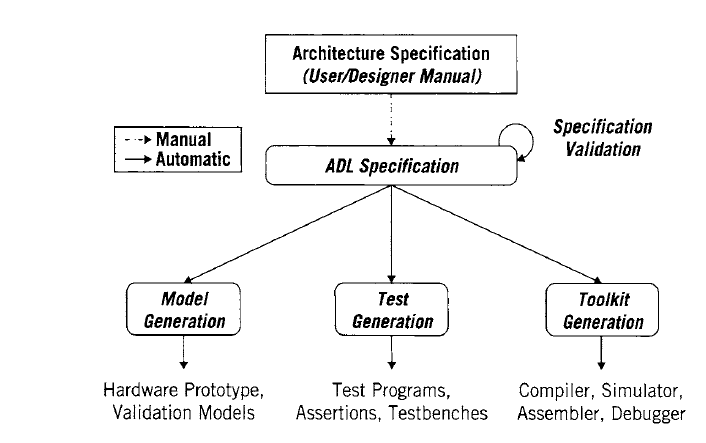 Architecture Specification
(User/Designer Manual)
Manual
Automatic
Specification
Validation
ADL Specification
Model
Generation
Test
Generation
Toolkit
Generation
Hardware Prototype,
Validation Models
Test Programs,
Assertions, Testbenches
Compiler, Simulator,
Assembler, Debugger